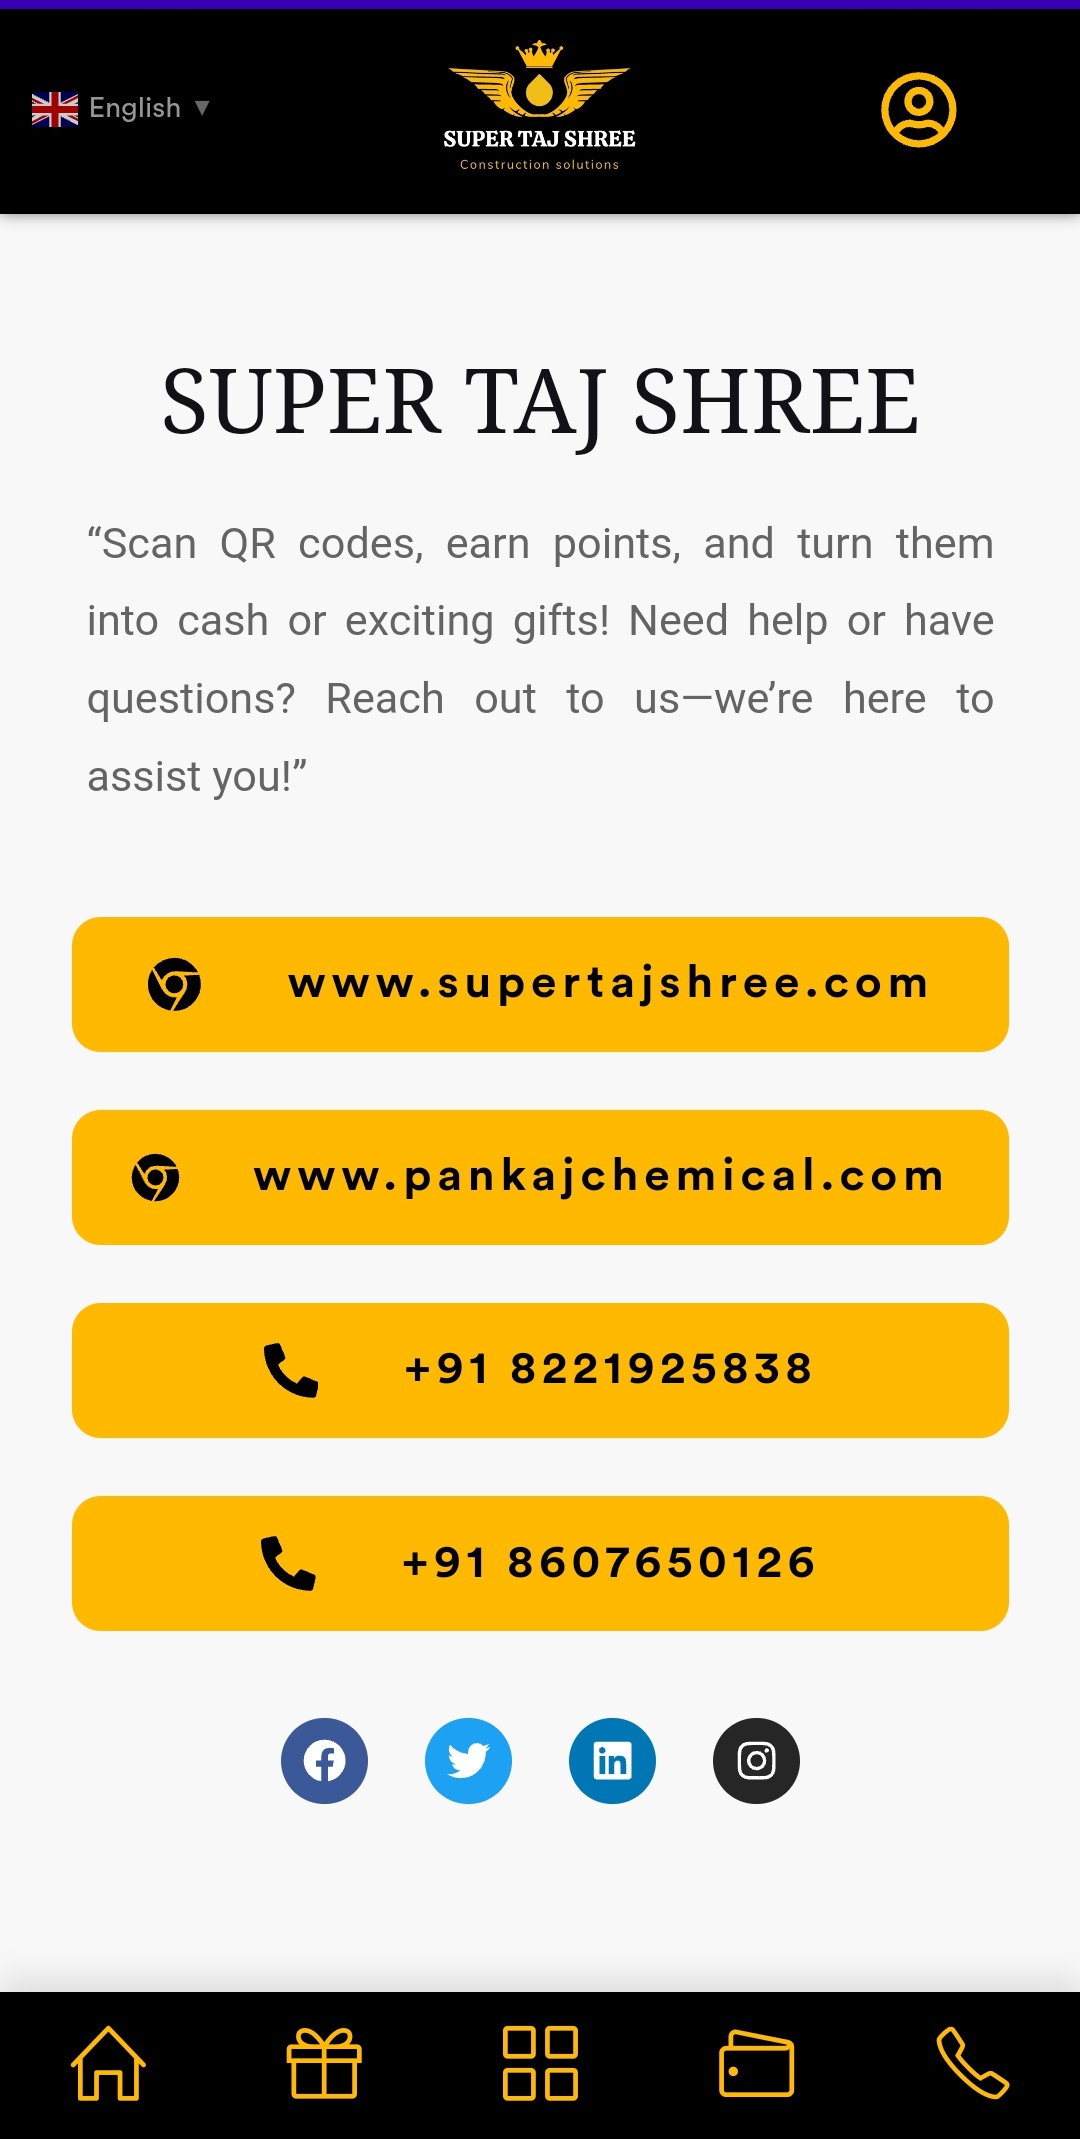 English ▼
SUPER TAJ SHREE
Construction solutions
SUPER TAJ SHREE
“Scan QR codes, earn points, and turn them
into cash or exciting gifts! Need help or have
questions? Reach out to us—we’re here to
assist you!”
www.supertajshree.com
www.pankajchemical.com
+91 8221925838
+91 8607650126